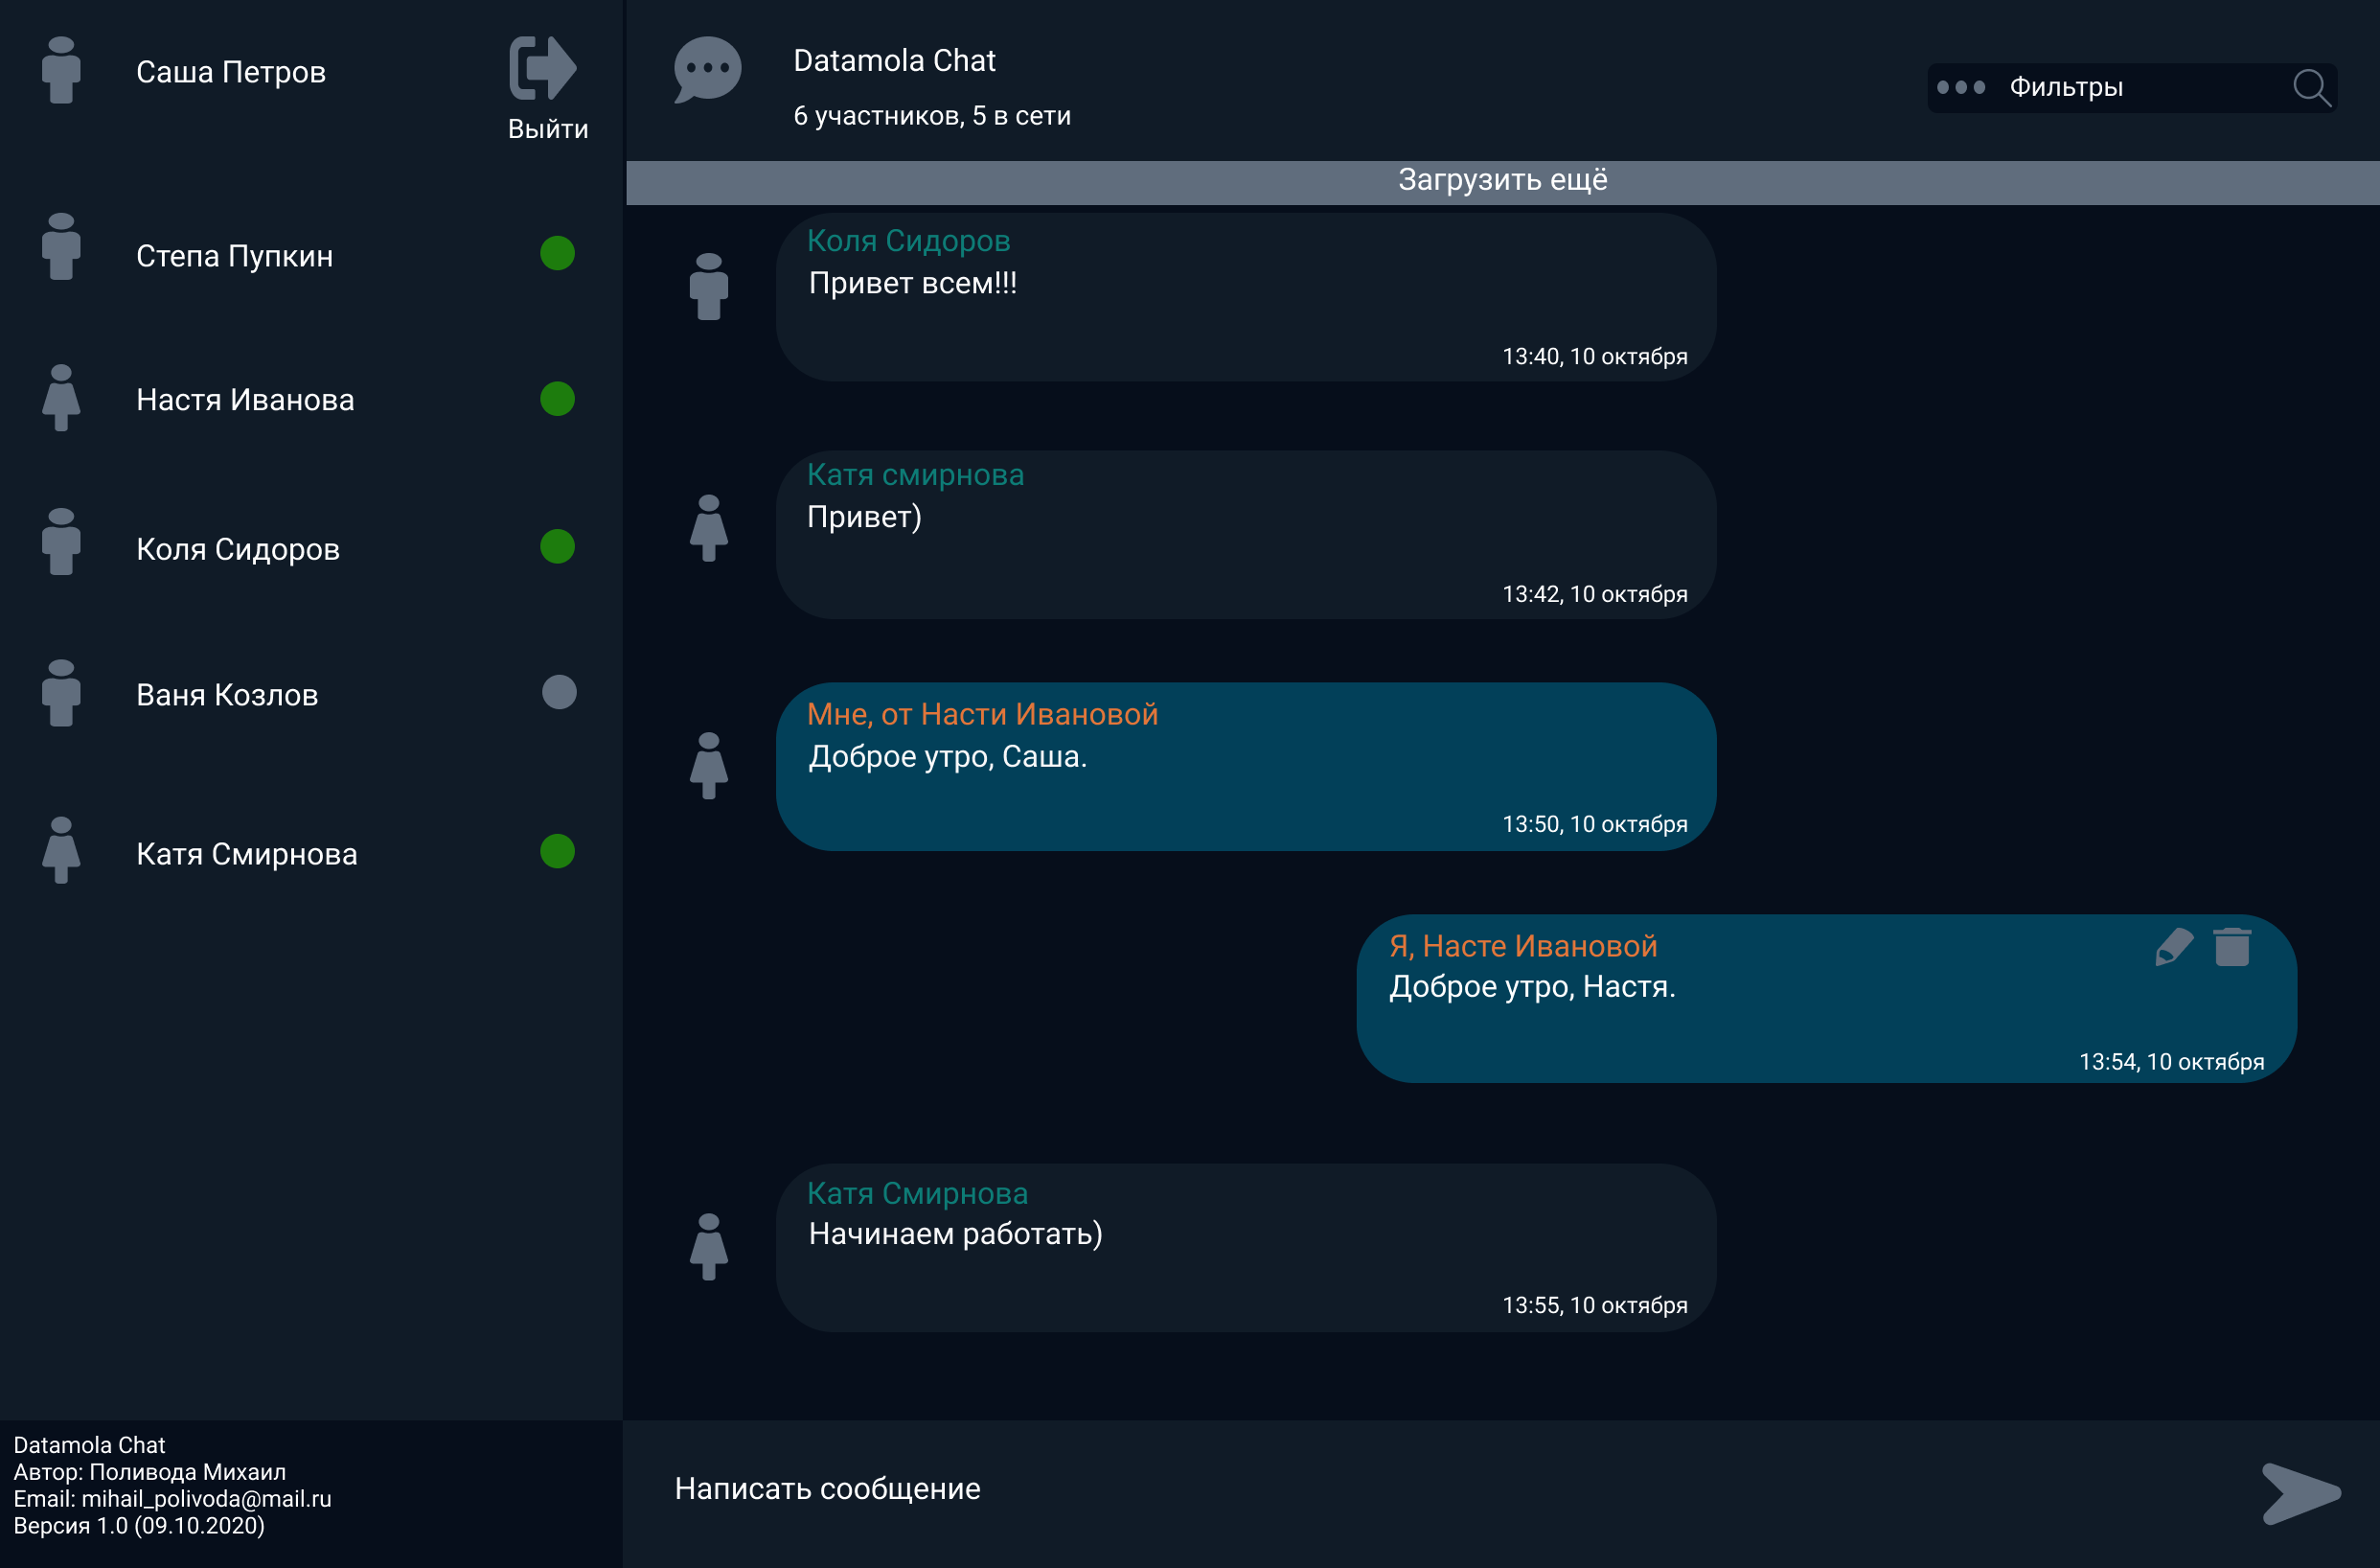 Саша Петров
Выйти
Степа Пупкин
Настя Иванова
Коля Сидоров
Ваня Козлов
Катя Смирнова
Datamola Chat
Автор: Поливода Михаил
Email: mihail_polivoda@mail.ru
Версия 1.0 (09.10.2020)
Datamola Chat
6 участников, 5 в сети
Фильтры
Загрузить ещё
Коля Сидоров
Привет всем!!!
13:40, 10 октября
Катя смирнова
Привет)
13:42, 10 октября
Мне, от Насти Ивановой
Доброе утро, Саша.
13:50, 10 октября
Я, Насте Ивановой
Доброе утро, Настя.
13:54, 10 октября
Катя Смирнова
Начинаем работать)
13:55, 10 октября
Написать сообщение